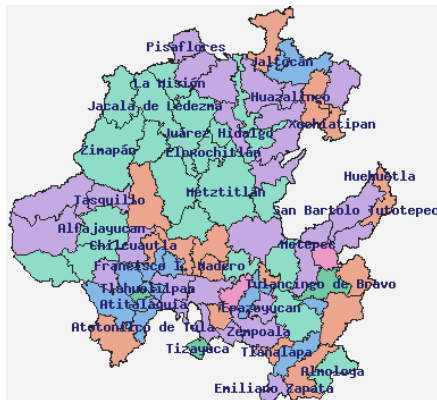 Pisaflores
Jaltocán
La Misión
Huazalingo
Jacala de Ledezma
Xochiatipan
Juárez Hidalgo
Zimapán
Eloxochitlán
Huehuetla
Metztitlán
Tasquillo
San Bartolo Tutotepec
Alfajayucan
Chilcuautla
Metepec
Francisco I. Madero
Tlahuelilpan
Tulancingo de Bravo
Atitalaquia
Epazoyucan
Atotonilco de Tula
Zempoala
Tizayuca
Tlanalapa
Almoloya
Emiliano Zapata